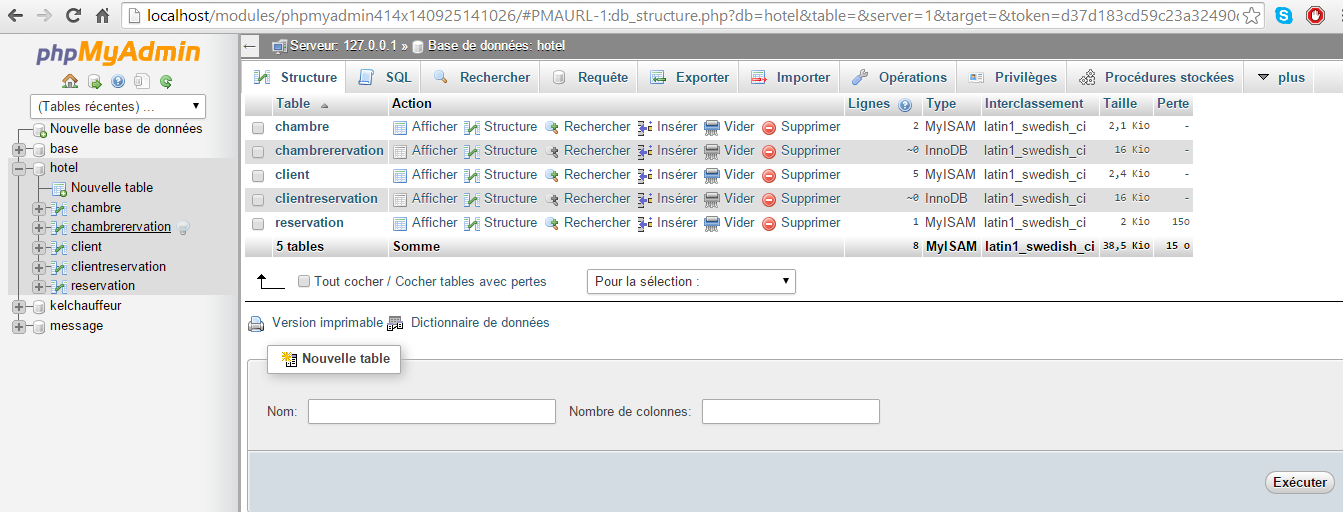 localhost/modules/phpmyadmin414x140925141026/#PMAURL-1:db_structure.php?db=hotel&table=&server=1&target=&token=d37d183cd59c23a32490
phpMyAdmin
(Tables récentes) ...
Nouvelle base de données
base
hotel
Nouvelle table
chambre
chambrerervation
client
clientreservation
reservation
kelchauffeur
message
Serveur: 127.0.0.1 » Base de données: hotel
Structure SQL Rechercher Requête Exporter Importer Opérations Privilèges Procédures stockées plus
Table Action Lignes Type Interclassement Taille Perte
chambre Afficher Structure Rechercher Insérer Vider Supprimer 2 MyISAM latin1_swedish_ci 2,1 Kio -
chambrerervation Afficher Structure Rechercher Insérer Vider Supprimer ~0 InnoDB latin1_swedish_ci 16 Kio -
client Afficher Structure Rechercher Insérer Vider Supprimer 5 MyISAM latin1_swedish_ci 2,4 Kio -
clientreservation Afficher Structure Rechercher Insérer Vider Supprimer ~0 InnoDB latin1_swedish_ci 16 Kio -
reservation Afficher Structure Rechercher Insérer Vider Supprimer 1 MyISAM latin1_swedish_ci 2 Kio 15o
5 tables Somme 8 MyISAM latin1_swedish_ci 38,5 Kio 15 o
Tout cocher / Cocher tables avec pertes Pour la sélection :
Version imprimable Dictionnaire de données
Nouvelle table
Nom: Nombre de colonnes:
Exécuter